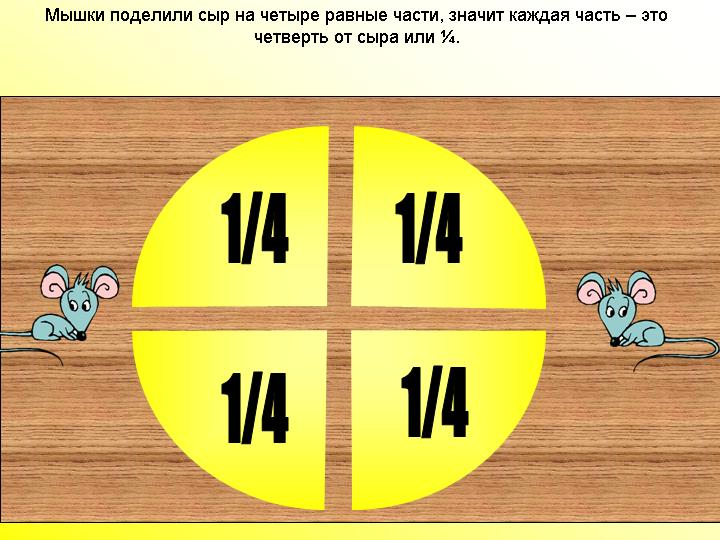 Мышки поделили сыр на четыре равные части, значит каждая часть – это
четверть от сыра или ¼.
1/4 1/4
1/4 1/4